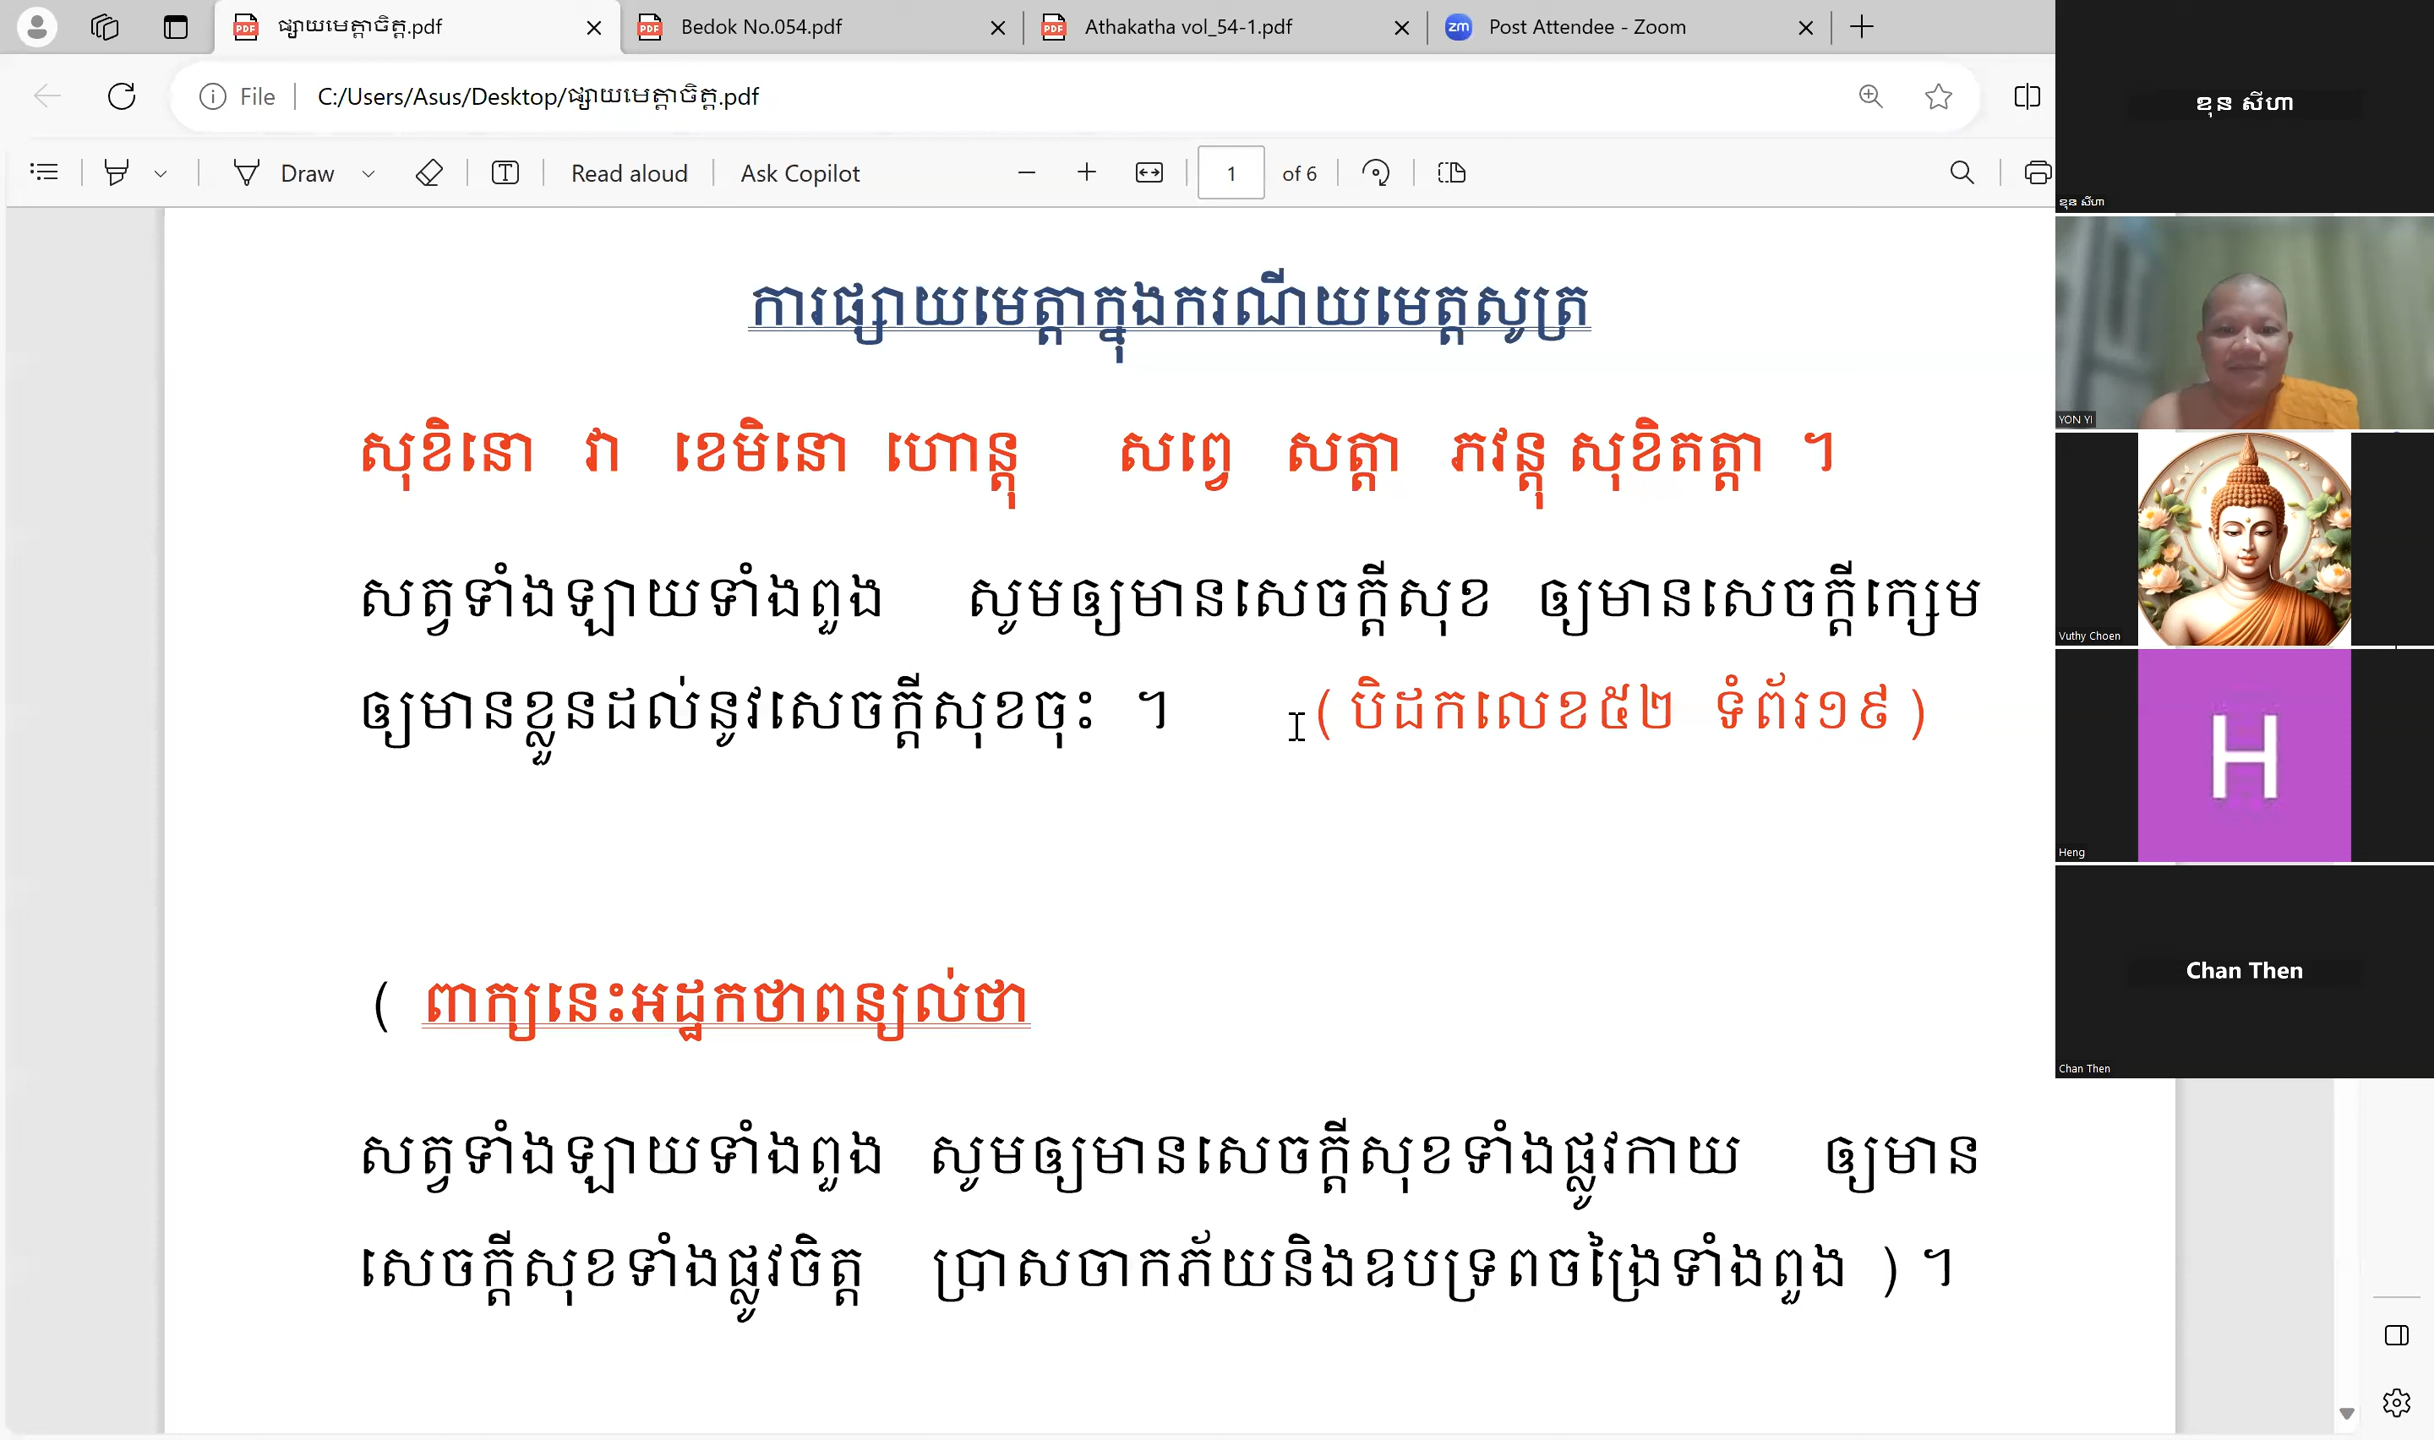 ផ្សាយមេត្តាចិត្ត.pdf
Bedok No.054.pdf
Athakatha vol_54-1.pdf
zm Post Attendee - Zoom
File C:/Users/Asus/Desktop/ផ្សាយមេត្តាចិត្ត.pdf
Draw Read aloud Ask Copilot 1 of 6
ការផ្សាយមេត្តាក្នុងករណីយមេត្តសូត្រ
សុខិនោ វា ខេមិនោ ហោន្តុ សព្វេ សត្តា ភវន្តុ សុខិតត្តា ។
សត្វទាំងឡាយទាំងពួង សូមឲ្យមានសេចក្តីសុខ ឲ្យមានសេចក្តីក្សេម
ឲ្យមានខ្លួនដល់នូវសេចក្តីសុខចុះ ។ ( បិដកលេខ៥២ ទំព័រ១៩ )
( ពាក្យនេះអដ្ឋកថាពន្យល់ថា
សត្វទាំងឡាយទាំងពួង សូមឲ្យមានសេចក្តីសុខទាំងផ្លូវកាយ ឲ្យមាន
សេចក្តីសុខទាំងផ្លូវចិត្ត ប្រាសចាកភ័យនិងឧបទ្រពចង្រៃទាំងពួង ) ។
ខុន សីហា
ខុន សីហា
YON YI
Vuthy Choen
H
Heng
Chan Then
Chan Then